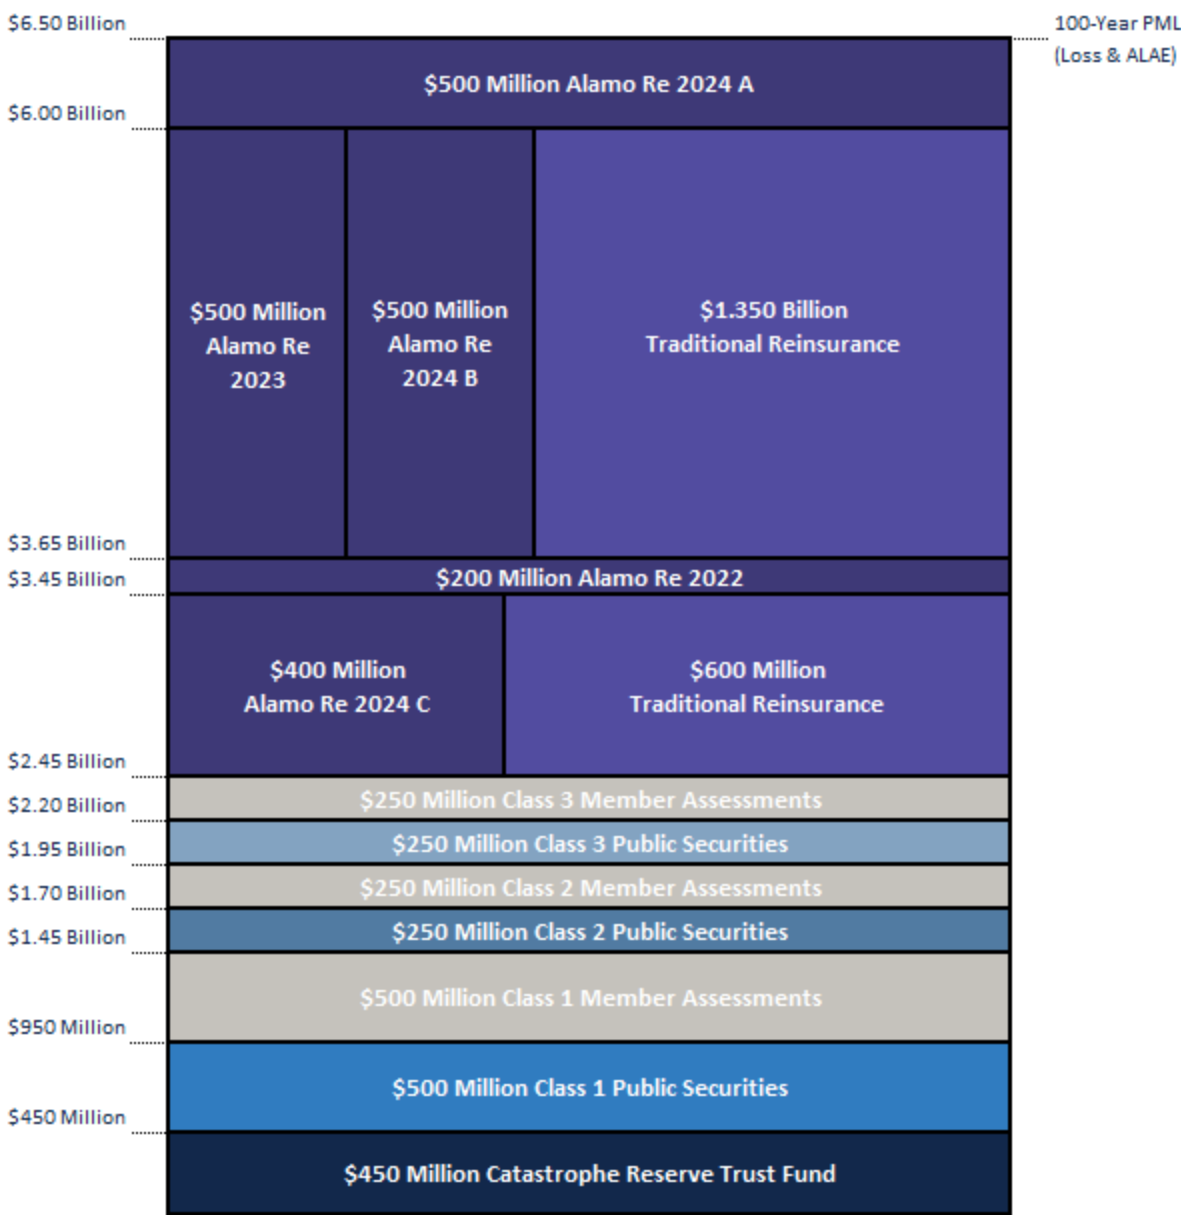 $6.50 Billion
100-Year PML
(Loss & ALAE)
$500 Million Alamo Re 2024 A
$6.00 Billion
$500 Million
Alamo Re
2023
$500 Million
Alamo Re
2024 B
$1.350 Billion
Traditional Reinsurance
$3.65 Billion
$200 Million Alamo Re 2022
$3.45 Billion
$400 Million
Alamo Re 2024 C
$600 Million
Traditional Reinsurance
$2.45 Billion
$250 Million Class 3 Member Assessments
$2.20 Billion
$250 Million Class 3 Public Securities
$1.95 Billion
$250 Million Class 2 Member Assessments
$1.70 Billion
$250 Million Class 2 Public Securities
$1.45 Billion
$500 Million Class 1 Member Assessments
$950 Million
$500 Million Class 1 Public Securities
$450 Million
$450 Million Catastrophe Reserve Trust Fund